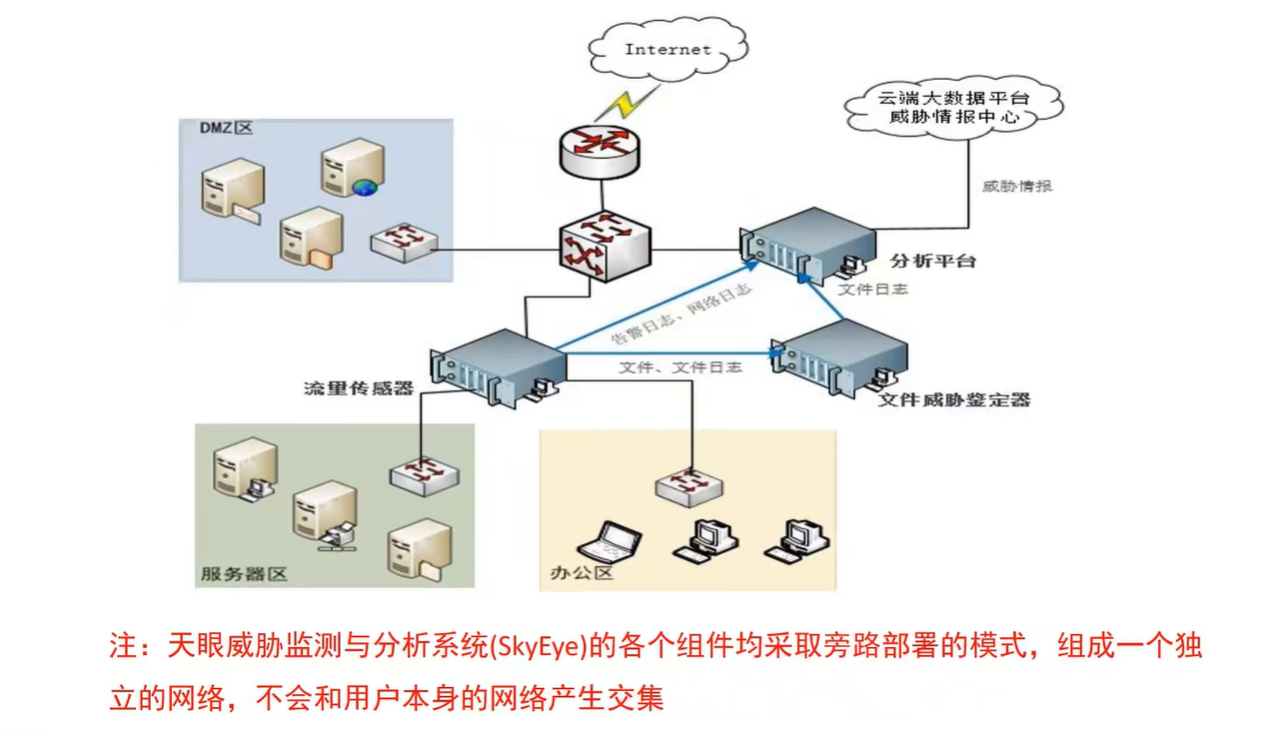 Internet
云端大数据平台
威胁情报中心
DMZ区
威胁情报
分析平台
文件日志
告警日志、网络日志
文件、文件日志
流量传感器
文件威胁鉴定器
服务器区
办公区
注：天眼威胁监测与分析系统(SkyEye)的各个组件均采取旁路部署的模式，组成一个独
立的网络，不会和用户本身的网络产生交集